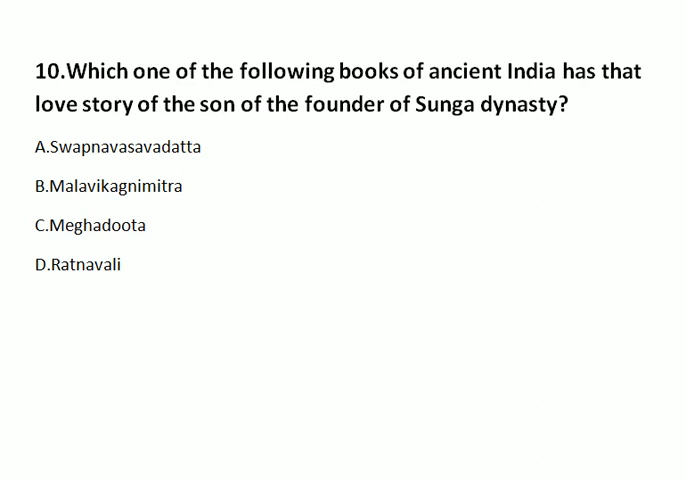 10.Which one of the following books of ancient India has that
love story of the son of the founder of Sunga dynasty?
A.Swapnavasavadatta
B.Malavikagnimitra
C.Meghadoota
D.Ratnavali